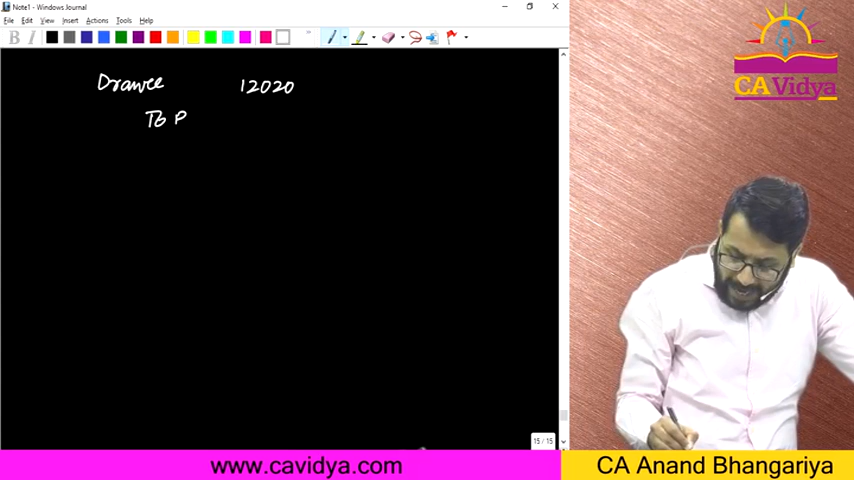 Note1 - Windows Journal
File Edit View Insert Actions Tools Help
B I
Drawee 12020
To P
15 / 15
CA Vidya
www.cavidya.com
CA Anand Bhangariya